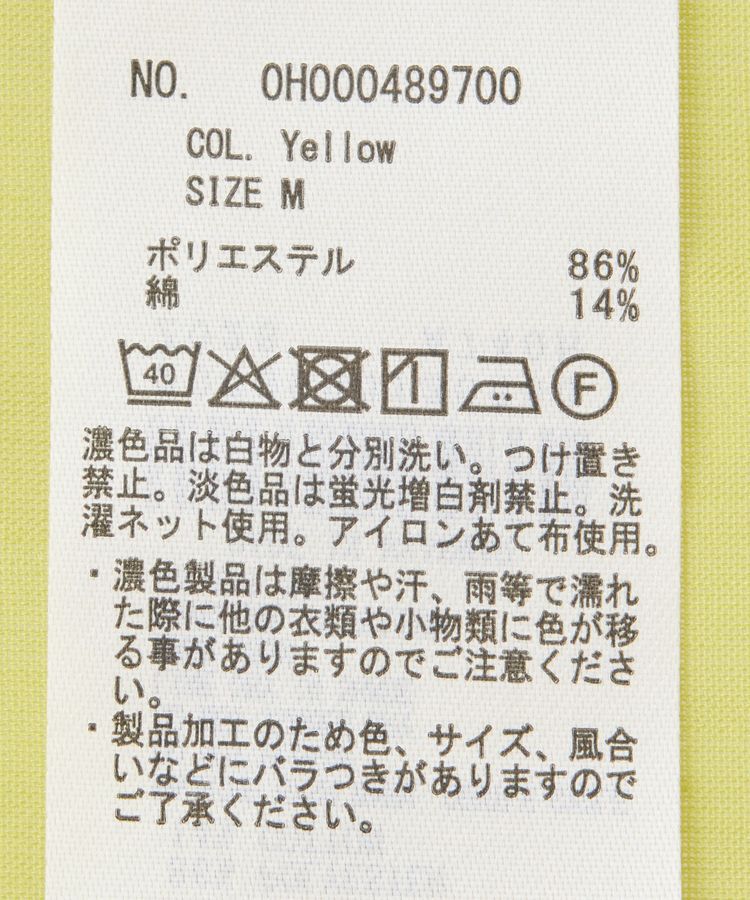 NO. 0H000489700
COL. Yellow
SIZE M
ポリエステル 86%
綿 14%
40 F
濃色品は白物と分別洗い。つけ置き
禁止。淡色品は蛍光増白剤禁止。洗
濯ネット使用。アイロンあて布使用。
・濃色製品は摩擦や汗、雨等で濡れ
た際に他の衣類や小物類に色が移
る事がありますのでご注意くださ
い。
・製品加工のため色、サイズ、風合
いなどにバラつきがありますので
ご了承ください。